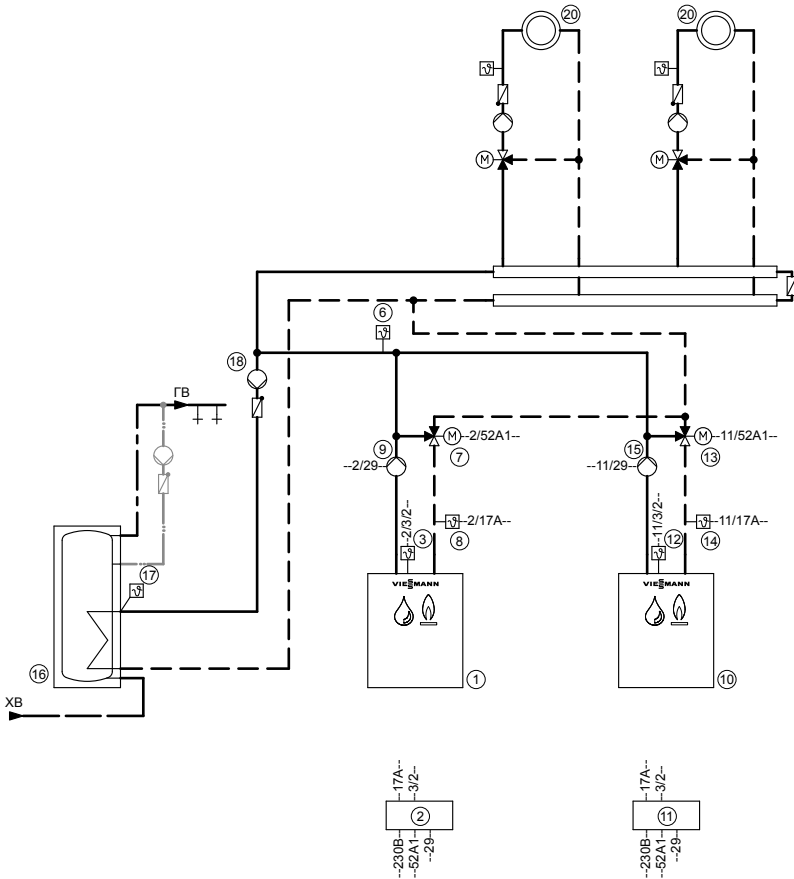 20 20
M M
6
18
ГВ
9 --2/29-- M --2/52A1-- 7
15 --11/29-- M --11/52A1-- 13
--2/3/2-- 3 --2/17A-- 8
--11/3/2-- 12 --11/17A-- 14
17
VIESMANN VIESMANN
16 1 10
ХВ
--17A-- --3/2-- --17A-- --3/2--
2 11
--230B-- --52A1-- --29-- --230B-- --52A1-- --29--